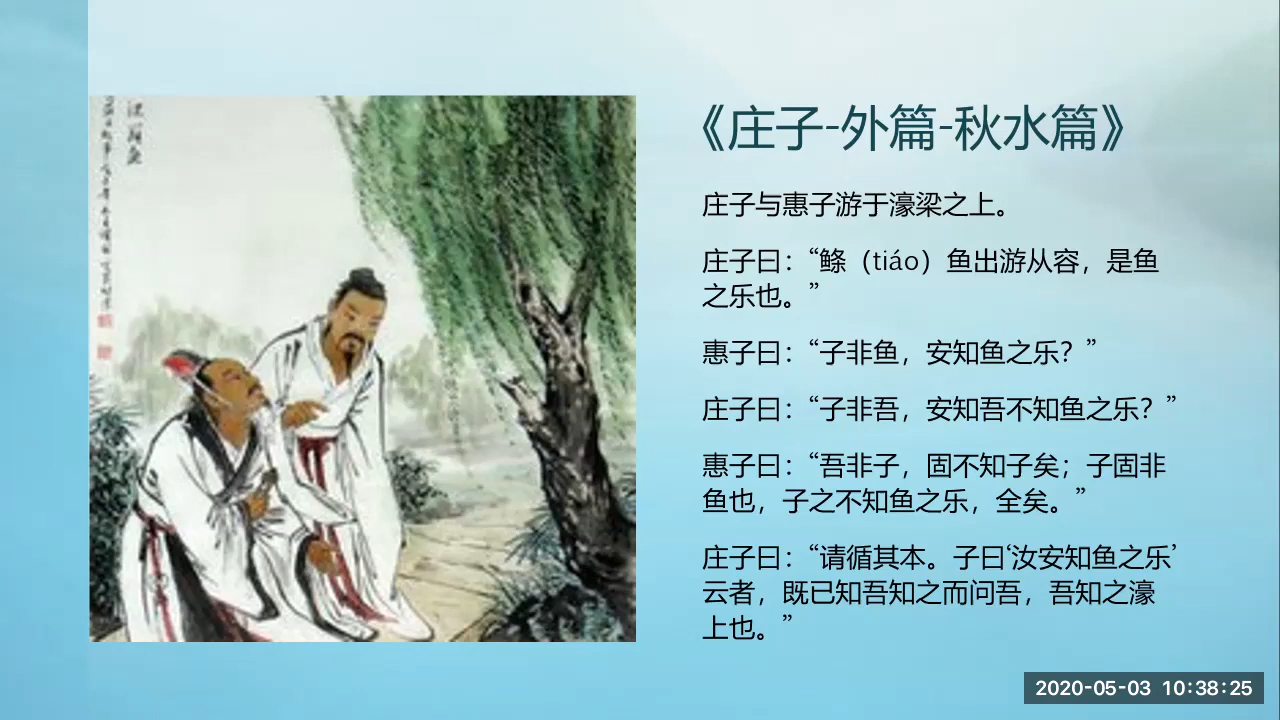 《庄子-外篇-秋水篇》
庄子与惠子游于濠梁之上。
庄子曰：“鲦（tiáo）鱼出游从容，是鱼
之乐也。”
惠子曰：“子非鱼，安知鱼之乐？”
庄子曰：“子非吾，安知吾不知鱼之乐？”
惠子曰：“吾非子，固不知子矣；子固非
鱼也，子之不知鱼之乐，全矣。”
庄子曰：“请循其本。子曰‘汝安知鱼之乐’
云者，既已知吾知之而问吾，吾知之濠
上也。”
2020-05-03 10:38:25